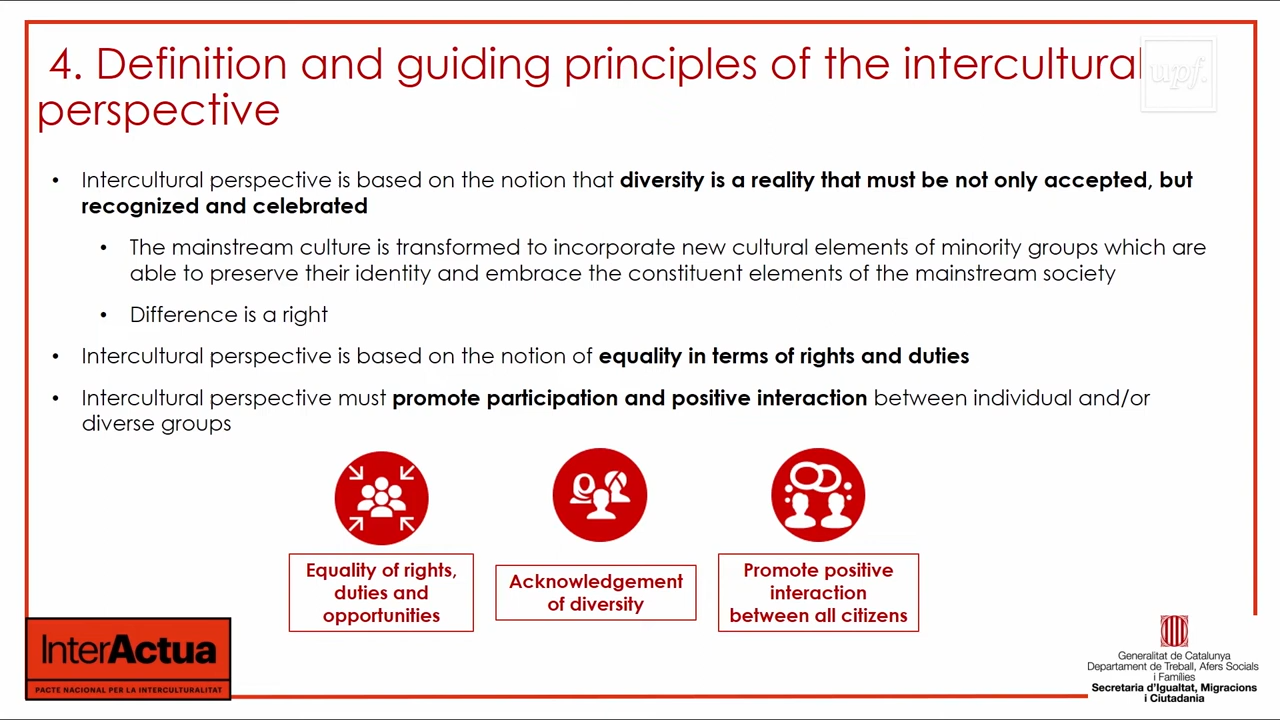 4. Definition and guiding principles of the intercultural
perspective
upf.
• Intercultural perspective is based on the notion that diversity is a reality that must be not only accepted, but
recognized and celebrated
• The mainstream culture is transformed to incorporate new cultural elements of minority groups which are
able to preserve their identity and embrace the constituent elements of the mainstream society
• Difference is a right
• Intercultural perspective is based on the notion of equality in terms of rights and duties
• Intercultural perspective must promote participation and positive interaction between individual and/or
diverse groups
Equality of rights,
duties and
opportunities
Acknowledgement
of diversity
Promote positive
interaction
between all citizens
InterActua
PACTE NACIONAL PER LA INTERCULTURALITAT
Generalitat de Catalunya
Departament de Treball, Afers Socials
i Famílies
Secretaria d'Igualtat, Migracions
i Ciutadania